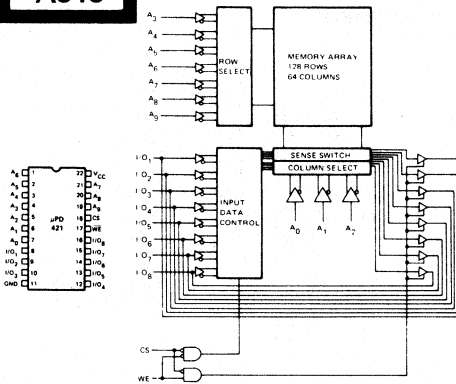 A3
A4
A5
A6
A7
A8
A9
ROW
SELECT
MEMORY ARRAY
128 ROWS
64 COLUMNS
I/O1
I/O2
I/O3
I/O4
I/O5
I/O6
I/O7
I/O8
INPUT
DATA
CONTROL
SENSE SWITCH
COLUMN SELECT
A0 A1 A2
CS
WE
A6 1 22 VCC
A5 2 21 A7
A4 3 20 A8
A3 4 19 A9
A2 5 18 CS
A1 6 17 WE
A0 7 16 I/O8
I/O1 8 15 I/O7
I/O2 9 14 I/O6
I/O3 10 13 I/O5
GND 11 12 I/O4
μPD
421